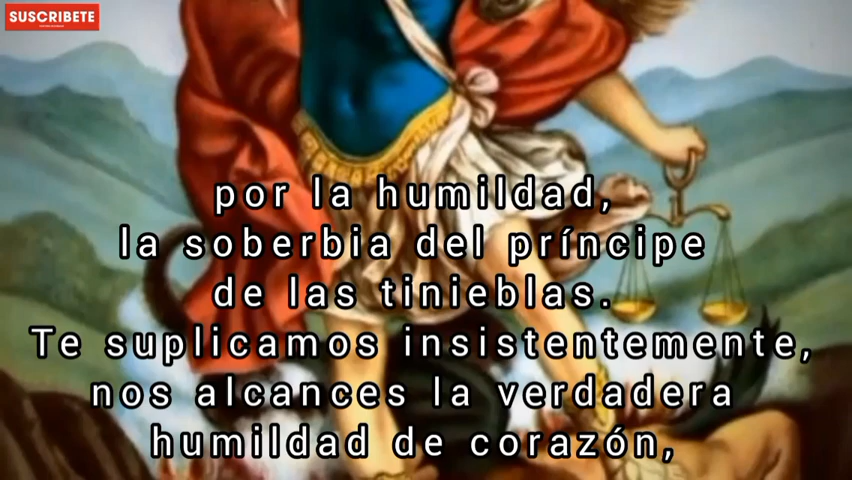 SUSCRIBETE
por la humildad,
la soberbia del príncipe
de las tinieblas.
Te suplicamos insistentemente,
nos alcances la verdadera
humildad de corazón,